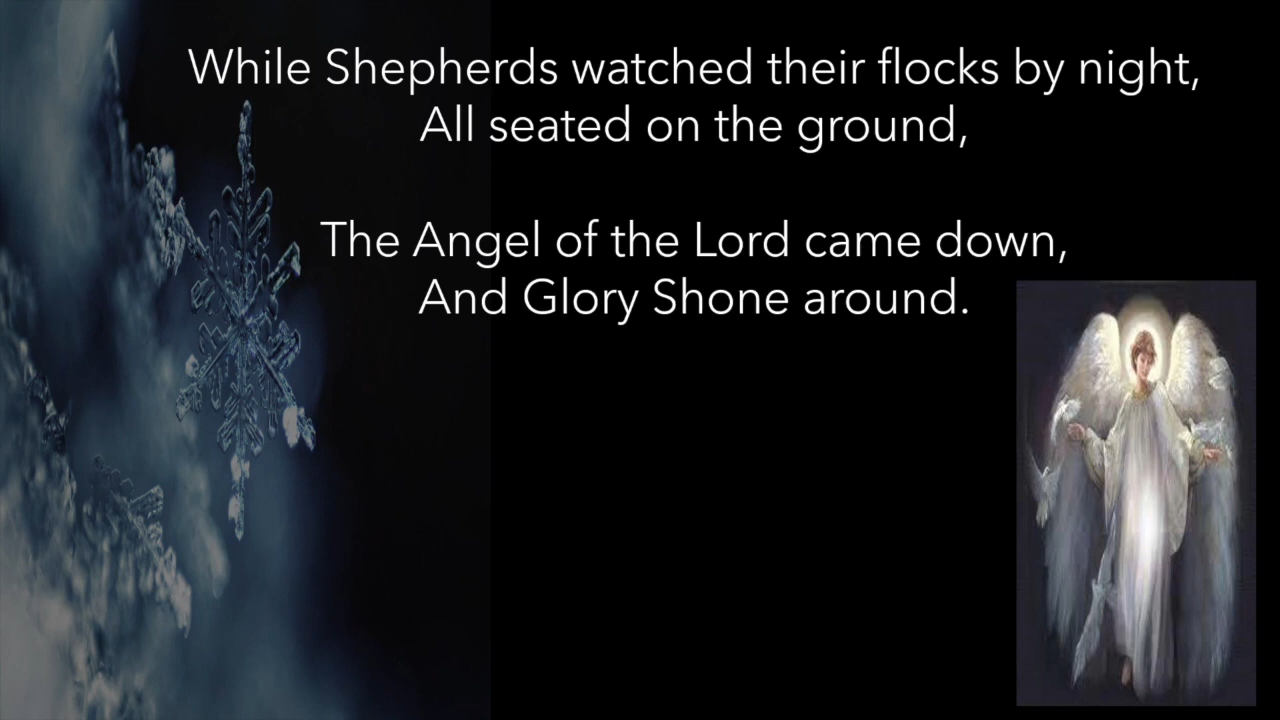 While Shepherds watched their flocks by night,
All seated on the ground,
The Angel of the Lord came down,
And Glory Shone around.